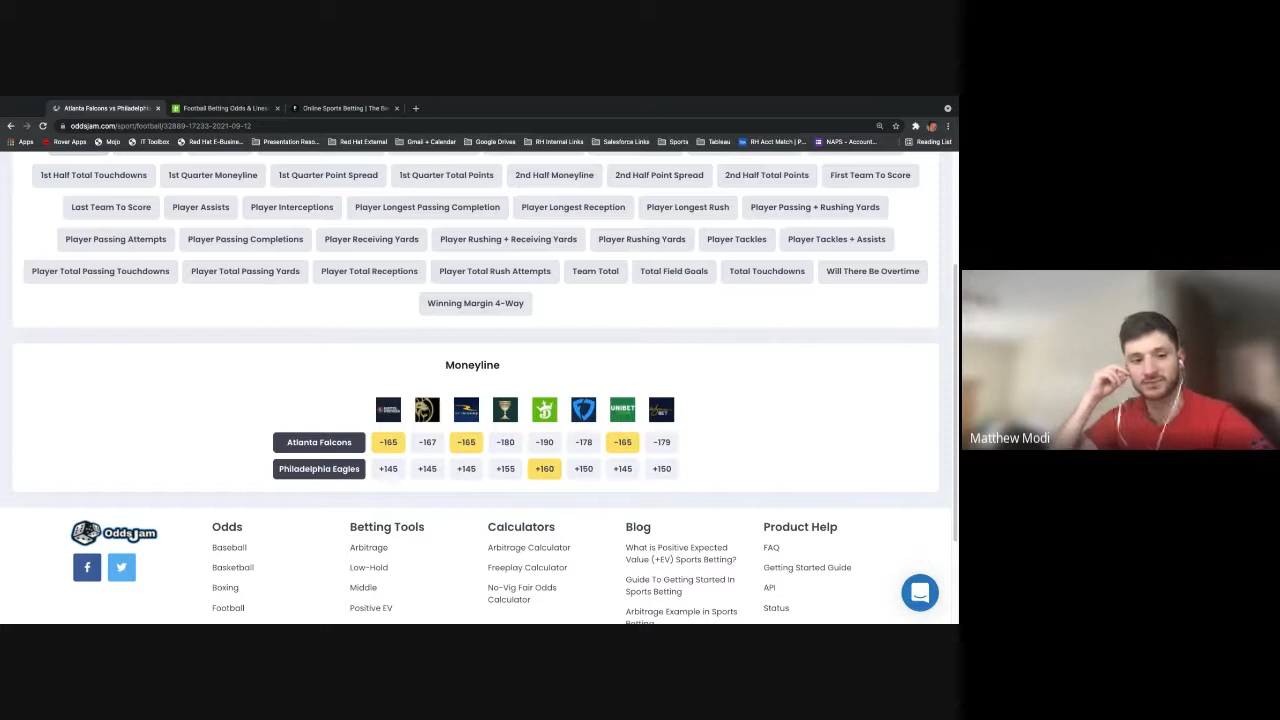 Atlanta Falcons vs Philadelphi
Football Betting Odds & Lines
Online Sports Betting | The Be
oddsjam.com/sport/football/32889-17233-2021-09-12
Apps Rover Apps Mojo IT Toolbox Red Hat E-Busine... Presentation Reso... Red Hat External Gmail + Calendar Google Drives RH Internal Links Salesforce Links Sports Tableau RH Acct Match | P... NAPS - Account... Reading List
1st Half Total Touchdowns 1st Quarter Moneyline 1st Quarter Point Spread 1st Quarter Total Points 2nd Half Moneyline 2nd Half Point Spread 2nd Half Total Points First Team To Score
Last Team To Score Player Assists Player Interceptions Player Longest Passing Completion Player Longest Reception Player Longest Rush Player Passing + Rushing Yards
Player Passing Attempts Player Passing Completions Player Receiving Yards Player Rushing + Receiving Yards Player Rushing Yards Player Tackles Player Tackles + Assists
Player Total Passing Touchdowns Player Total Passing Yards Player Total Receptions Player Total Rush Attempts Team Total Total Field Goals Total Touchdowns Will There Be Overtime
Winning Margin 4-Way
Moneyline
UNIBET
Atlanta Falcons -165 -167 -165 -180 -190 -178 -165 -179
Philadelphia Eagles +145 +145 +145 +155 +160 +150 +145 +150
OddsJam
Odds
Baseball
Basketball
Boxing
Football
Betting Tools
Arbitrage
Low-Hold
Middle
Positive EV
Calculators
Arbitrage Calculator
Freeplay Calculator
No-Vig Fair Odds
Calculator
Blog
What is Positive Expected
Value (+EV) Sports Betting?
Guide To Getting Started In
Sports Betting
Arbitrage Example in Sports
Betting
Product Help
FAQ
Getting Started Guide
API
Status
Matthew Modi